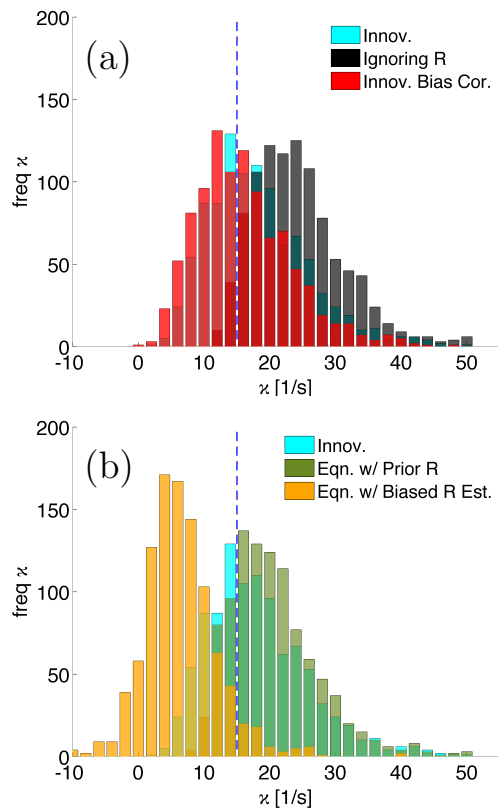 200
(a)
Innov.
Ignoring R
Innov. Bias Cor.
150
100
50
0
freq ϰ
-10 0 10 20 30 40 50
ϰ [1/s]
200
(b)
Innov.
Eqn. w/ Prior R
Eqn. w/ Biased R Est.
150
100
50
0
freq ϰ
-10 0 10 20 30 40 50
ϰ [1/s]